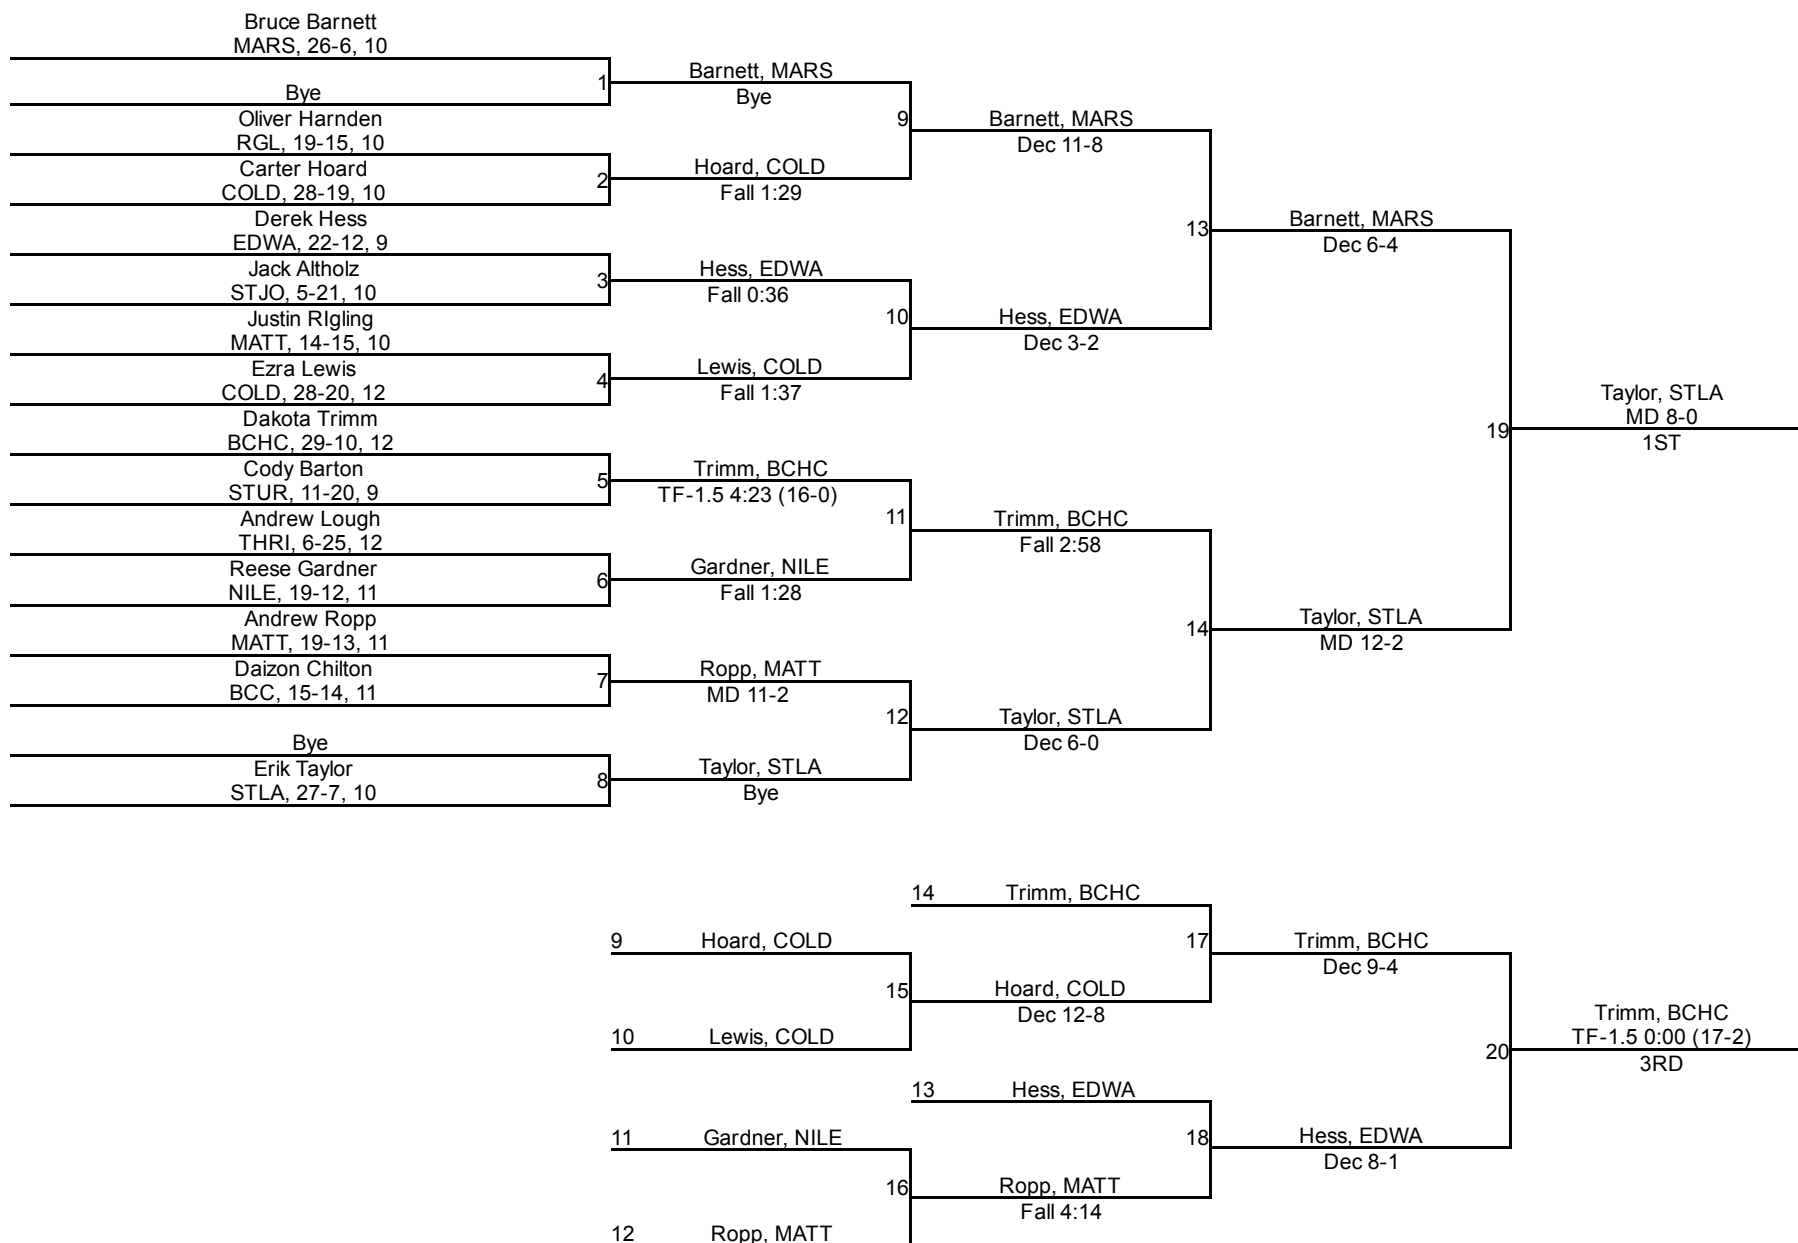 Bruce Barnett
MARS, 26-6, 10
Bye
1
Oliver Harnden
RGL, 19-15, 10
Carter Hoard
COLD, 28-19, 10
2
Derek Hess
EDWA, 22-12, 9
Jack Altholz
STJO, 5-21, 10
3
Justin RIgling
MATT, 14-15, 10
Ezra Lewis
COLD, 28-20, 12
4
Dakota Trimm
BCHC, 29-10, 12
Cody Barton
STUR, 11-20, 9
5
Andrew Lough
THRI, 6-25, 12
Reese Gardner
NILE, 19-12, 11
6
Andrew Ropp
MATT, 19-13, 11
Daizon Chilton
BCC, 15-14, 11
7
Bye
Erik Taylor
STLA, 27-7, 10
8
Barnett, MARS
Bye
9
Hoard, COLD
Fall 1:29
Hess, EDWA
Fall 0:36
10
Lewis, COLD
Fall 1:37
Trimm, BCHC
TF-1.5 4:23 (16-0)
11
Gardner, NILE
Fall 1:28
Ropp, MATT
MD 11-2
12
Taylor, STLA
Bye
Barnett, MARS
Dec 11-8
13
Hess, EDWA
Dec 3-2
Trimm, BCHC
Fall 2:58
14
Taylor, STLA
Dec 6-0
Barnett, MARS
Dec 6-4
19
Taylor, STLA
MD 12-2
Taylor, STLA
MD 8-0
1ST
14 Trimm, BCHC
9 Hoard, COLD
17
15
Hoard, COLD
Dec 12-8
10 Lewis, COLD
13 Hess, EDWA
11 Gardner, NILE
18
16
Ropp, MATT
Fall 4:14
12 Ropp, MATT
Trimm, BCHC
Dec 9-4
20
Hess, EDWA
Dec 8-1
Trimm, BCHC
TF-1.5 0:00 (17-2)
3RD